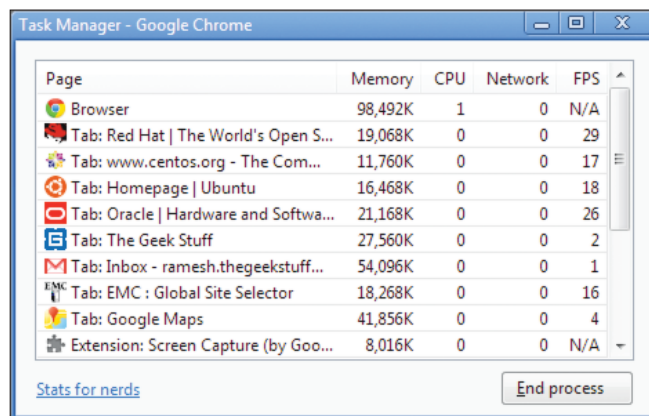 Task Manager - Google Chrome
Page Memory CPU Network FPS
Browser 98,492K 1 0 N/A
Tab: Red Hat | The World's Open S... 19,068K 0 0 29
Tab: www.centos.org - The Com... 11,760K 0 0 17
Tab: Homepage | Ubuntu 16,468K 0 0 18
Tab: Oracle | Hardware and Softwa... 21,168K 0 0 26
Tab: The Geek Stuff 27,560K 0 2
Tab: Inbox - ramesh.thegeekstuff... 54,096K 0 0 1
EMC Tab: EMC : Global Site Selector 18,268K 0 0 16
Tab: Google Maps 41,856K 0 0 4
Extension: Screen Capture (by Goo... 8,016K 0 0 N/A
Stats for nerds End process